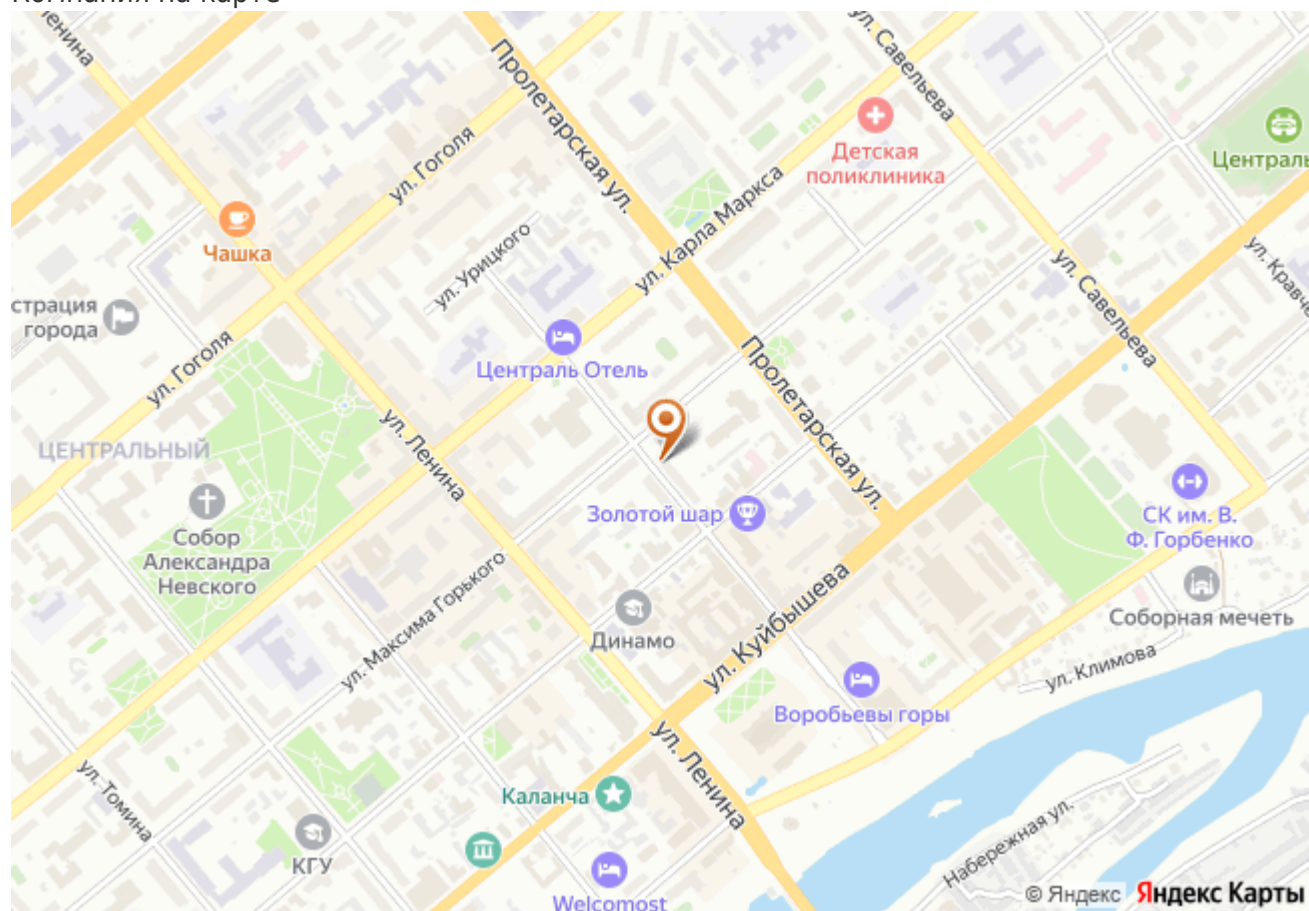 Компания на карте
Ленина
Пролетарская ул.
ул. Савельева
Детская
поликлиника
Централь
ул. Гоголя
ул. Карла Маркса
Чашка
ул. Урицкого
ул. Савельева
ул. Кравч
страция
города
ул. Гоголя
Централь Отель
Пролетарская ул.
ЦЕНТРАЛЬНЫЙ
ул. Ленина
Собор
Александра
Невского
Золотой шар
СК им. В.
Ф. Горбенко
ул. Максима Горького
Динамо
ул. Куйбышева
Соборная мечеть
ул. Климова
Воробьевы горы
ул. Ленина
ул. Томина
Каланча
КГУ
Набережная ул.
Welcomost
© Яндекс Яндекс Карты